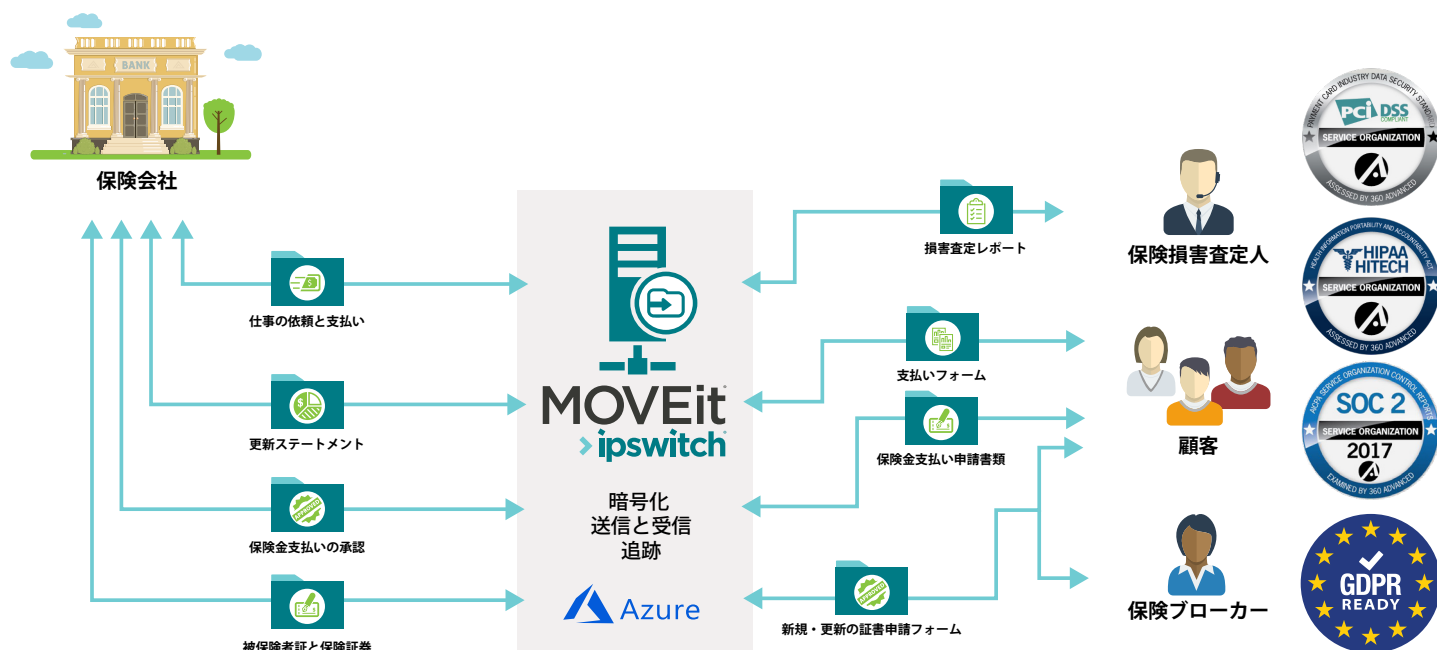 BANK
保険会社
仕事の依頼と支払い
更新ステートメント
APPROVED
保険金支払いの承認
被保険者証と保険証券
MOVEit
ipswitch
暗号化
送信と受信
追跡
Azure
損害査定レポート
支払いフォーム
保険金支払い申請書類
APPROVED
新規・更新の証書申請フォーム
保険損害査定人
顧客
保険ブローカー
PAYMENT CARD INDUSTRY DATA SECURITY STANDARD
PCI DSS
COMPLIANT
SERVICE ORGANIZATION
ASSESSED BY 360 ADVANCED
HEALTH INFORMATION PORTABILITY AND ACCOUNTABILITY ACT
HIPAA
HITECH
SERVICE ORGANIZATION
ASSESSED BY 360 ADVANCED
AICPA SERVICE ORGANIZATION CONTROL REPORTS
SOC 2
SERVICE ORGANIZATION
2017
EXAMINED BY 360 ADVANCED
GDPR
READY